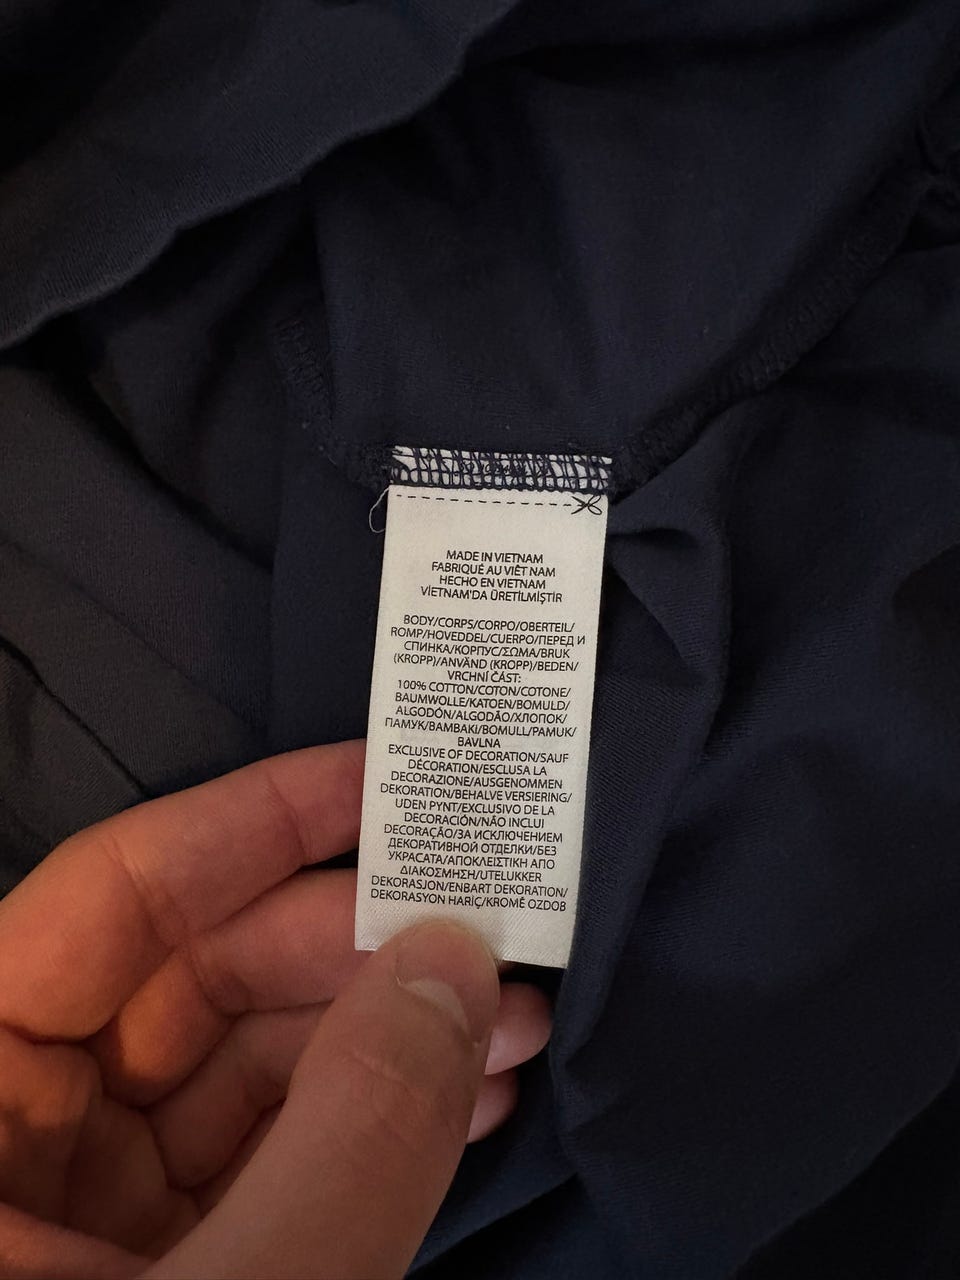 MADE IN VIETNAM
FABRIQUÉ AU VIÊT NAM
HECHO EN VIETNAM
VİETNAM'DA ÜRETİLMİŞTİR
BODY/CORPS/CORPO/OBERTEIL/
ROMP/HOVEDDEL/CUERPO/ПЕРЕД И
СПИНКА/КОРПУС/ΣΩΜΑ/BRUK
(KROPP)/ANVÄND (KROPP)/BEDEN/
VRCHNÍ ČÁST:
100% COTTON/COTON/COTONE/
BAUMWOLLE/KATOEN/BOMULD/
ALGODÓN/ALGODÃO/ХЛОПОК/
ПАМУК/ΒΑΜΒΑΚΙ/BOMULL/PAMUK/
BAVLNA
EXCLUSIVE OF DECORATION/SAUF
DÉCORATION/ESCLUSA LA
DECORAZIONE/AUSGENOMMEN
DEKORATION/BEHALVE VERSIERING/
UDEN PYNT/EXCLUSIVO DE LA
DECORACIÓN/NÃO INCLUI
DECORAÇÃO/ЗА ИСКЛЮЧЕНИЕМ
ДЕКОРАТИВНОЙ ОТДЕЛКИ/БЕЗ
УКРАСАТА/ΑΠΟΚΛΕΙΣΤΙΚΗ ΑΠΟ
ΔΙΑΚΟΣΜΗΣΗ/UTELUKKER
DEKORASJON/ENBART DEKORATION/
DEKORASYON HARİÇ/KROMĚ OZDOB